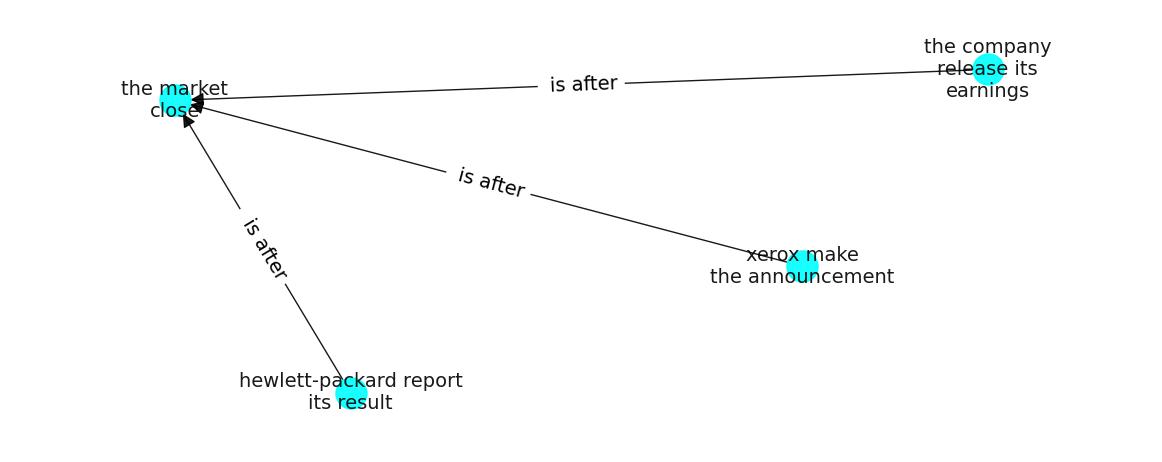 the company
release its
earnings
is after
the market
close
is after
is after
xerox make
the announcement
hewlett-packard report
its result